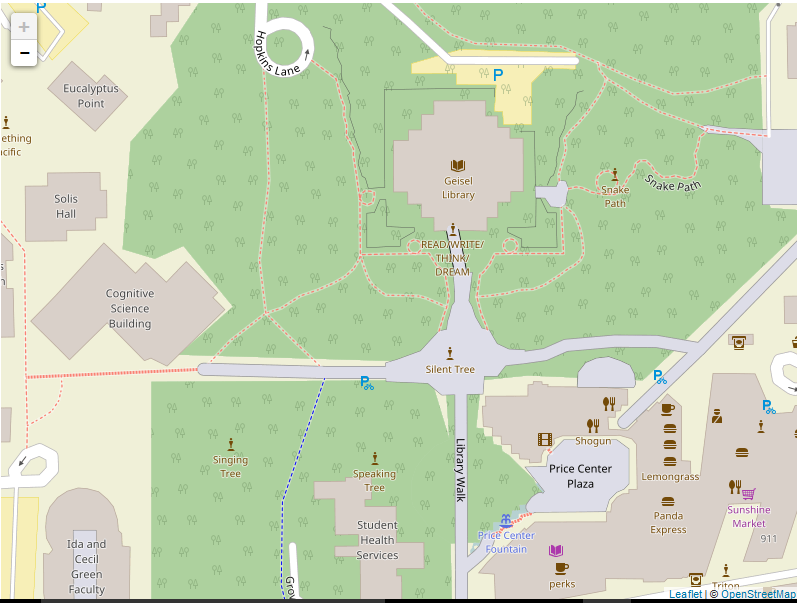 P
+
−
Hopkins Lane
P
Eucalyptus
Point
ething
cific
Geisel
Library
Solis
Hall
Snake
Path
Snake Path
READ/WRITE/
THINK/
DREAM
Cognitive
Science
Building
Silent Tree
P
P
P
Shogun
Library Walk
Singing
Tree
Speaking
Tree
Price Center
Plaza
Lemongrass
Sunshine
Market
Panda
Express
911
Student
Health
Services
Price Center
Fountain
Ida and
Cecil
Green
Faculty
Grov
perks
Triton
Leaflet | © OpenStreetMap